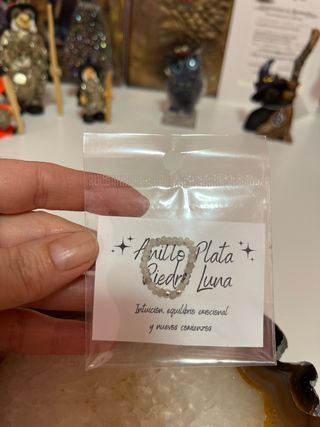 Anillo Plata
Piedra Luna
Intuición, equilibrio emocional
y nuevos comienzos